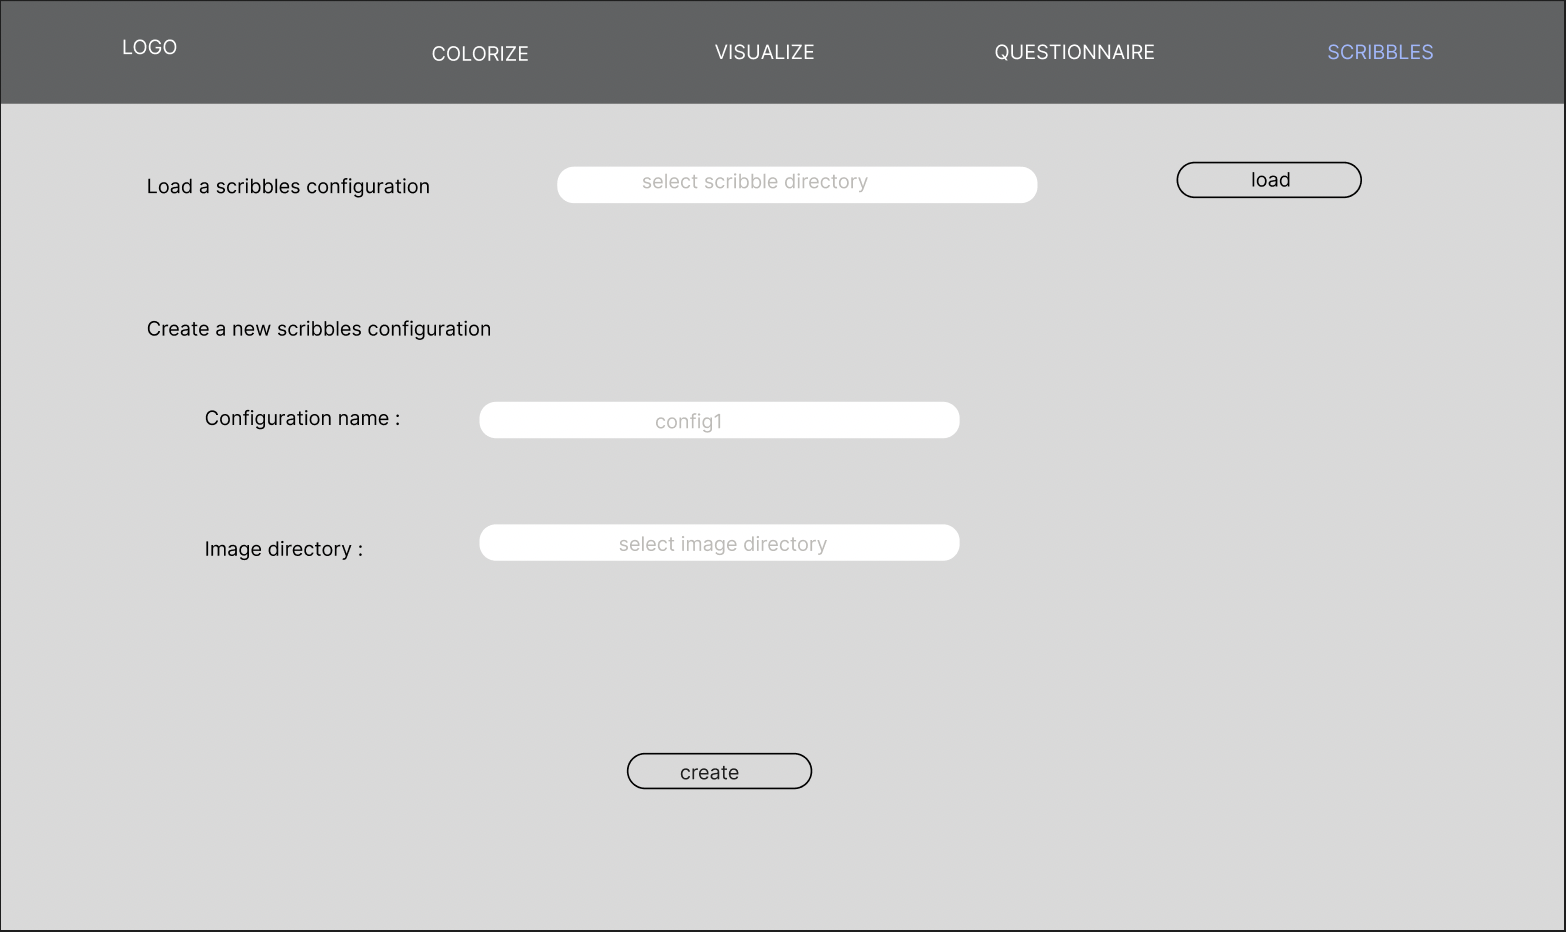 LOGO
COLORIZE
VISUALIZE
QUESTIONNAIRE
SCRIBBLES
Load a scribbles configuration
select scribble directory
load
Create a new scribbles configuration
Configuration name :
config1
Image directory :
select image directory
create